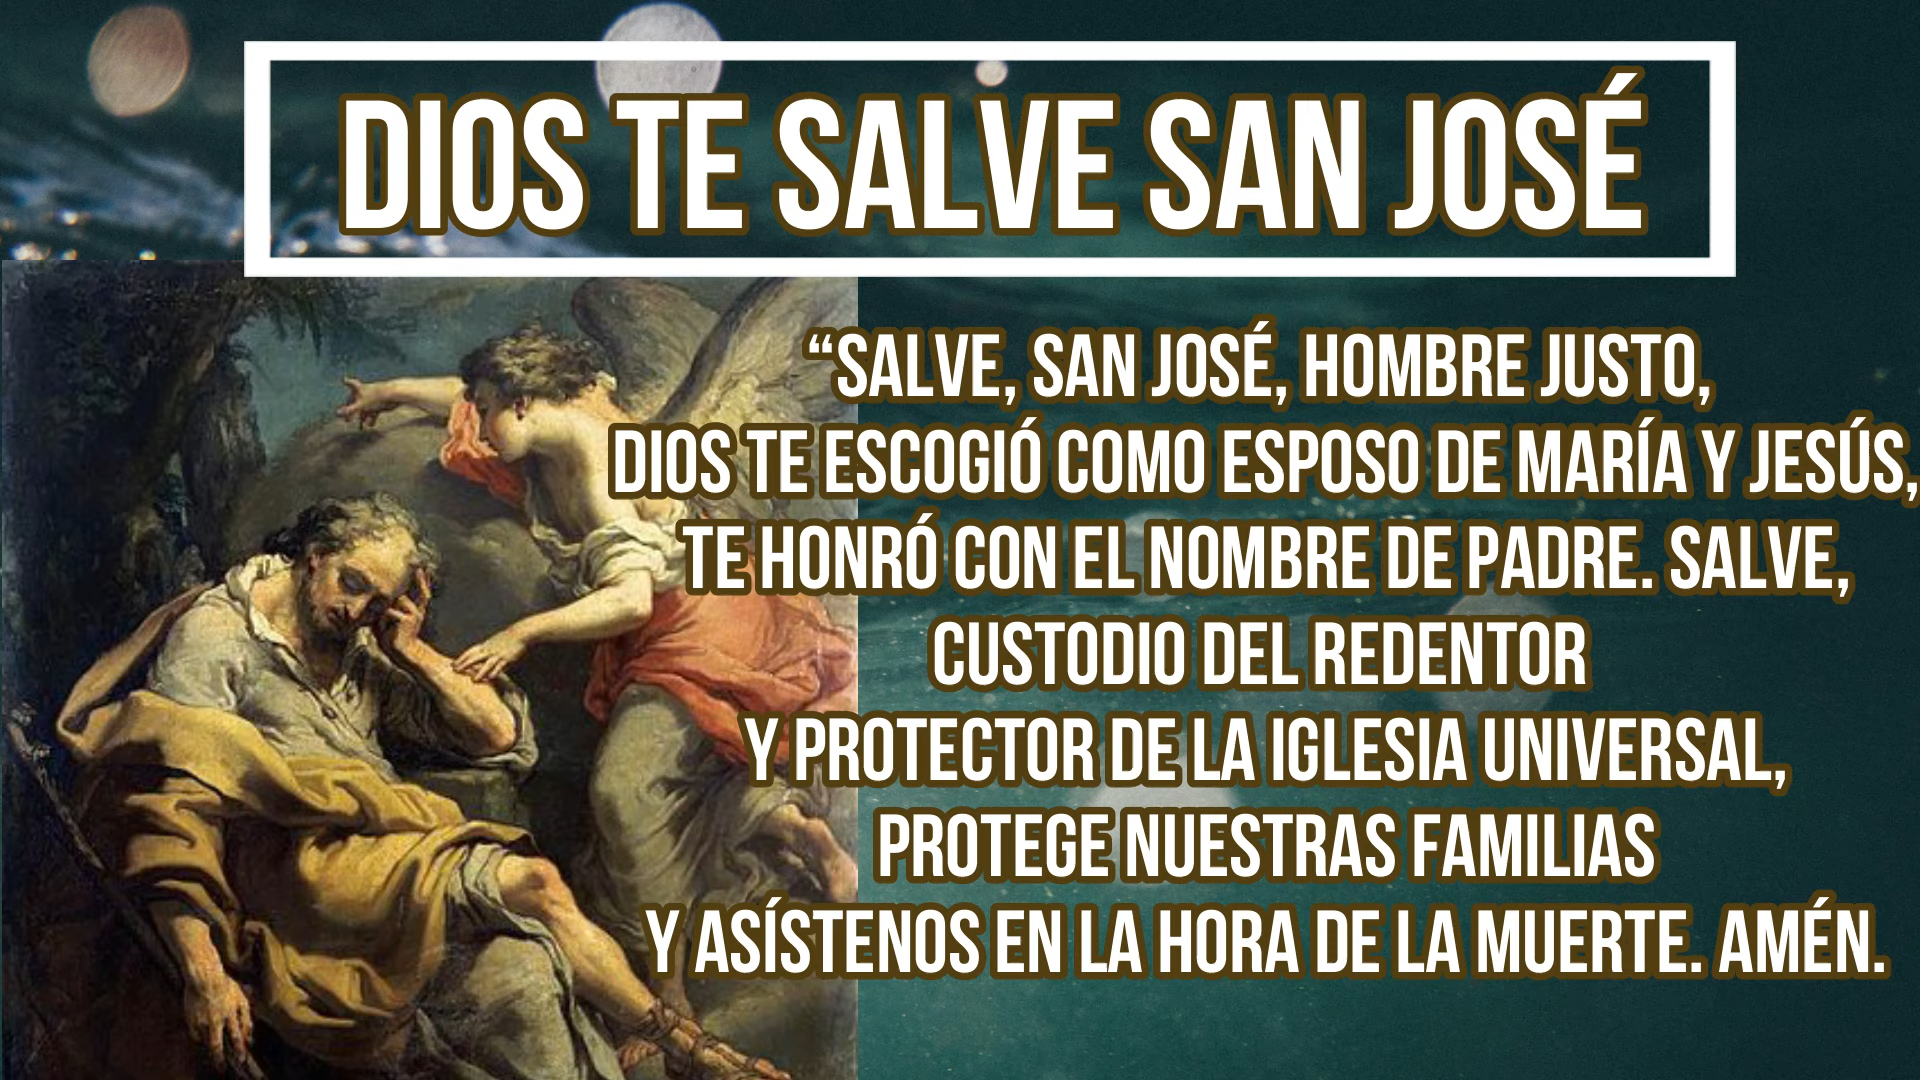 DIOS TE SALVE SAN JOSÉ
“SALVE, SAN JOSÉ, HOMBRE JUSTO,
DIOS TE ESCOGIÓ COMO ESPOSO DE MARÍA Y JESÚS,
TE HONRÓ CON EL NOMBRE DE PADRE. SALVE,
CUSTODIO DEL REDENTOR
Y PROTECTOR DE LA IGLESIA UNIVERSAL,
PROTEGE NUESTRAS FAMILIAS
Y ASÍSTENOS EN LA HORA DE LA MUERTE. AMÉN.